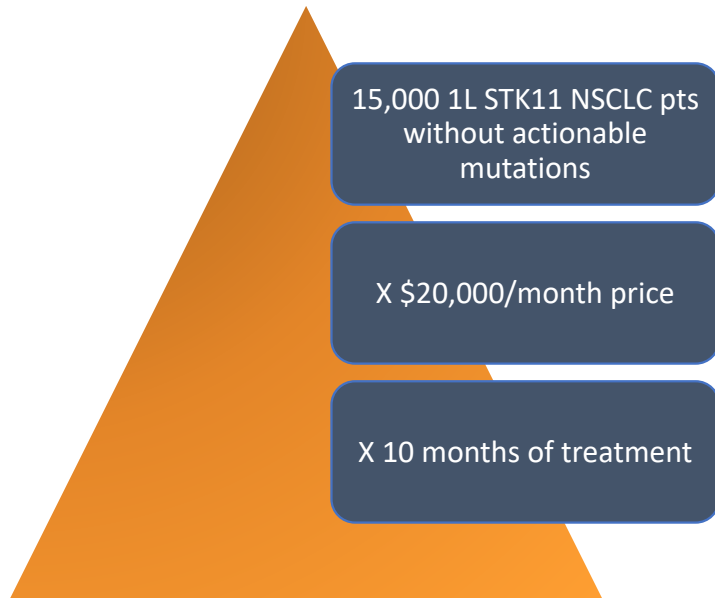 15,000 1L STK11 NSCLC pts
without actionable
mutations
X $20,000/month price
X 10 months of treatment